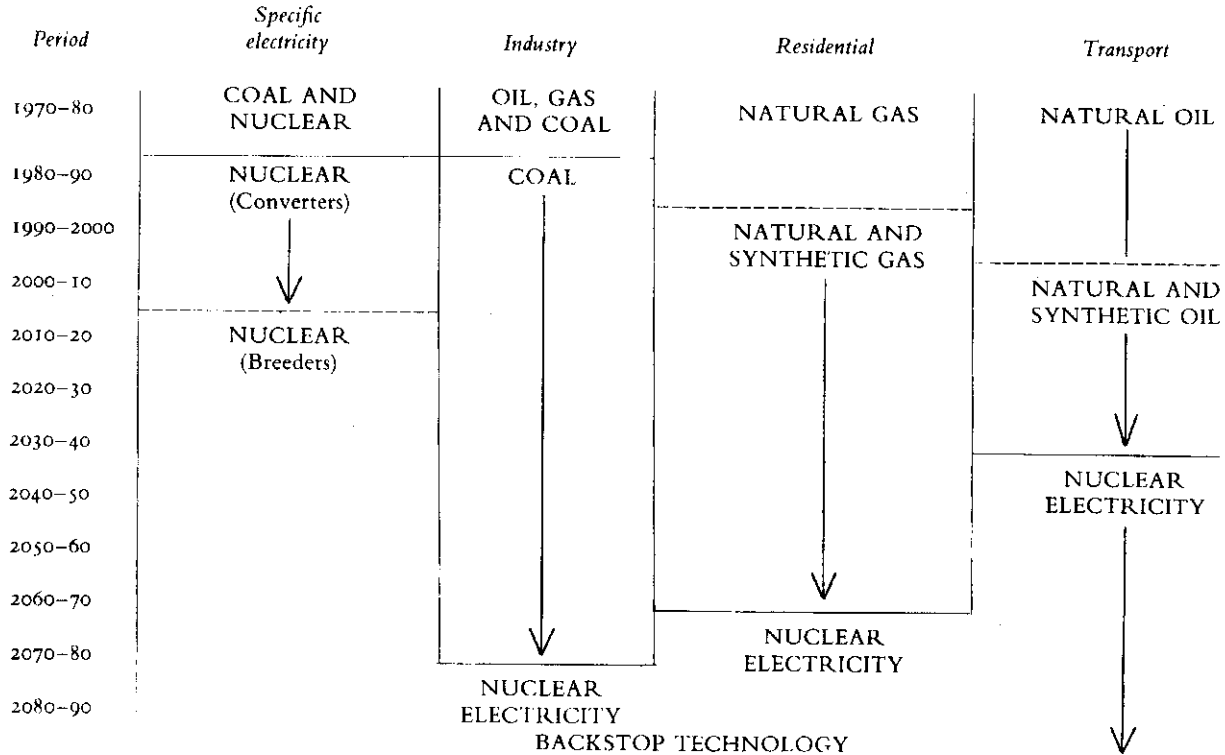 Period
Specific
electricity
Industry
Residential
Transport
1970–80
COAL AND
NUCLEAR
OIL, GAS
AND COAL
NATURAL GAS
NATURAL OIL
1980–90
NUCLEAR
(Converters)
COAL
1990–2000
NATURAL AND
SYNTHETIC GAS
2000–10
NATURAL AND
SYNTHETIC OIL
2010–20
NUCLEAR
(Breeders)
2020–30
2030–40
2040–50
NUCLEAR
ELECTRICITY
2050–60
2060–70
2070–80
NUCLEAR
ELECTRICITY
2080–90
NUCLEAR
ELECTRICITY
BACKSTOP TECHNOLOGY